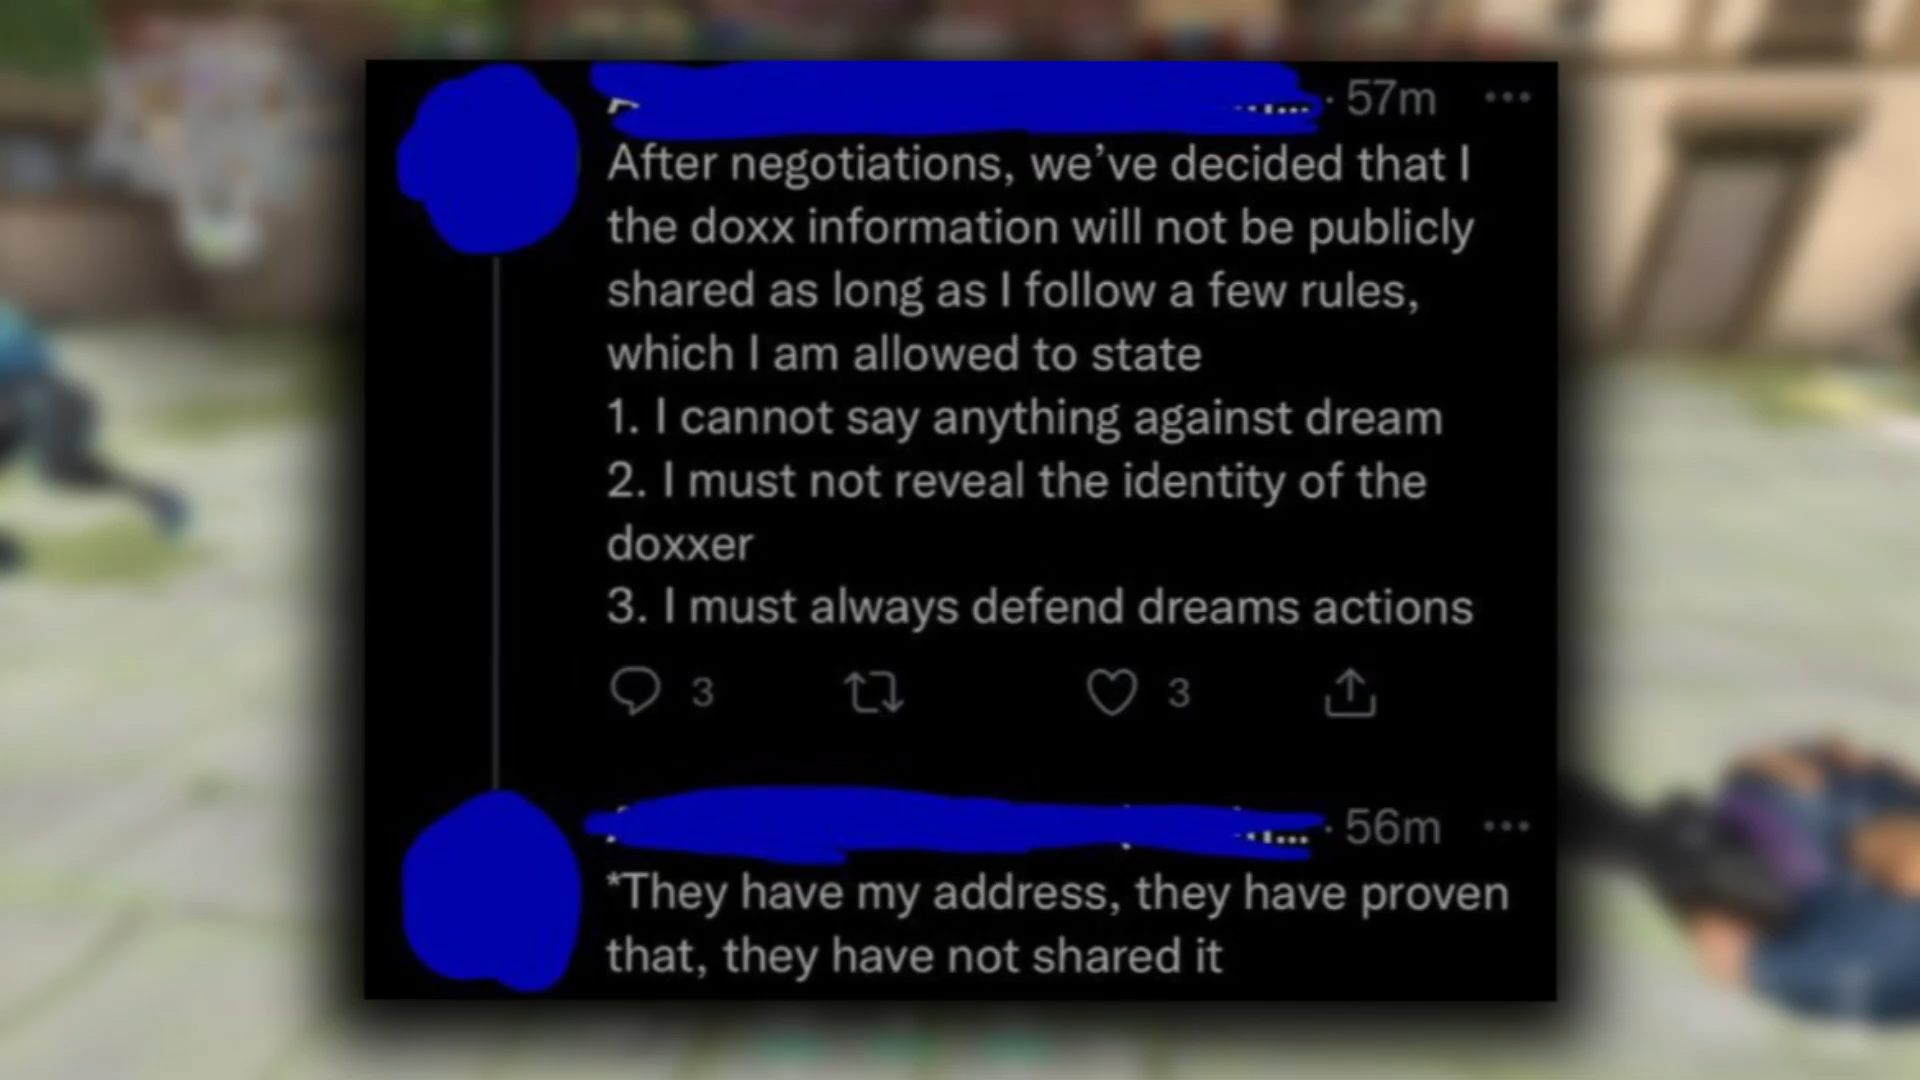 · 57m
After negotiations, we’ve decided that I
the doxx information will not be publicly
shared as long as I follow a few rules,
which I am allowed to state
1. I cannot say anything against dream
2. I must not reveal the identity of the
doxxer
3. I must always defend dreams actions
3 3
· 56m
*They have my address, they have proven
that, they have not shared it